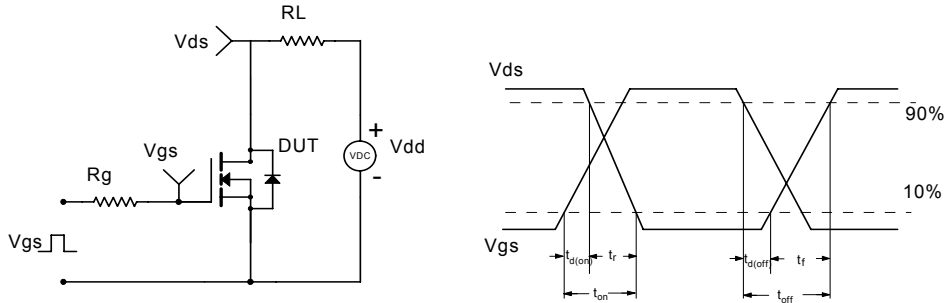 RL
Vds
DUT
Vgs
Rg
+
VDC
Vdd
-
Vgs
Vds
90%
10%
Vgs
td(on)
tr
td(off)
tf
ton
toff